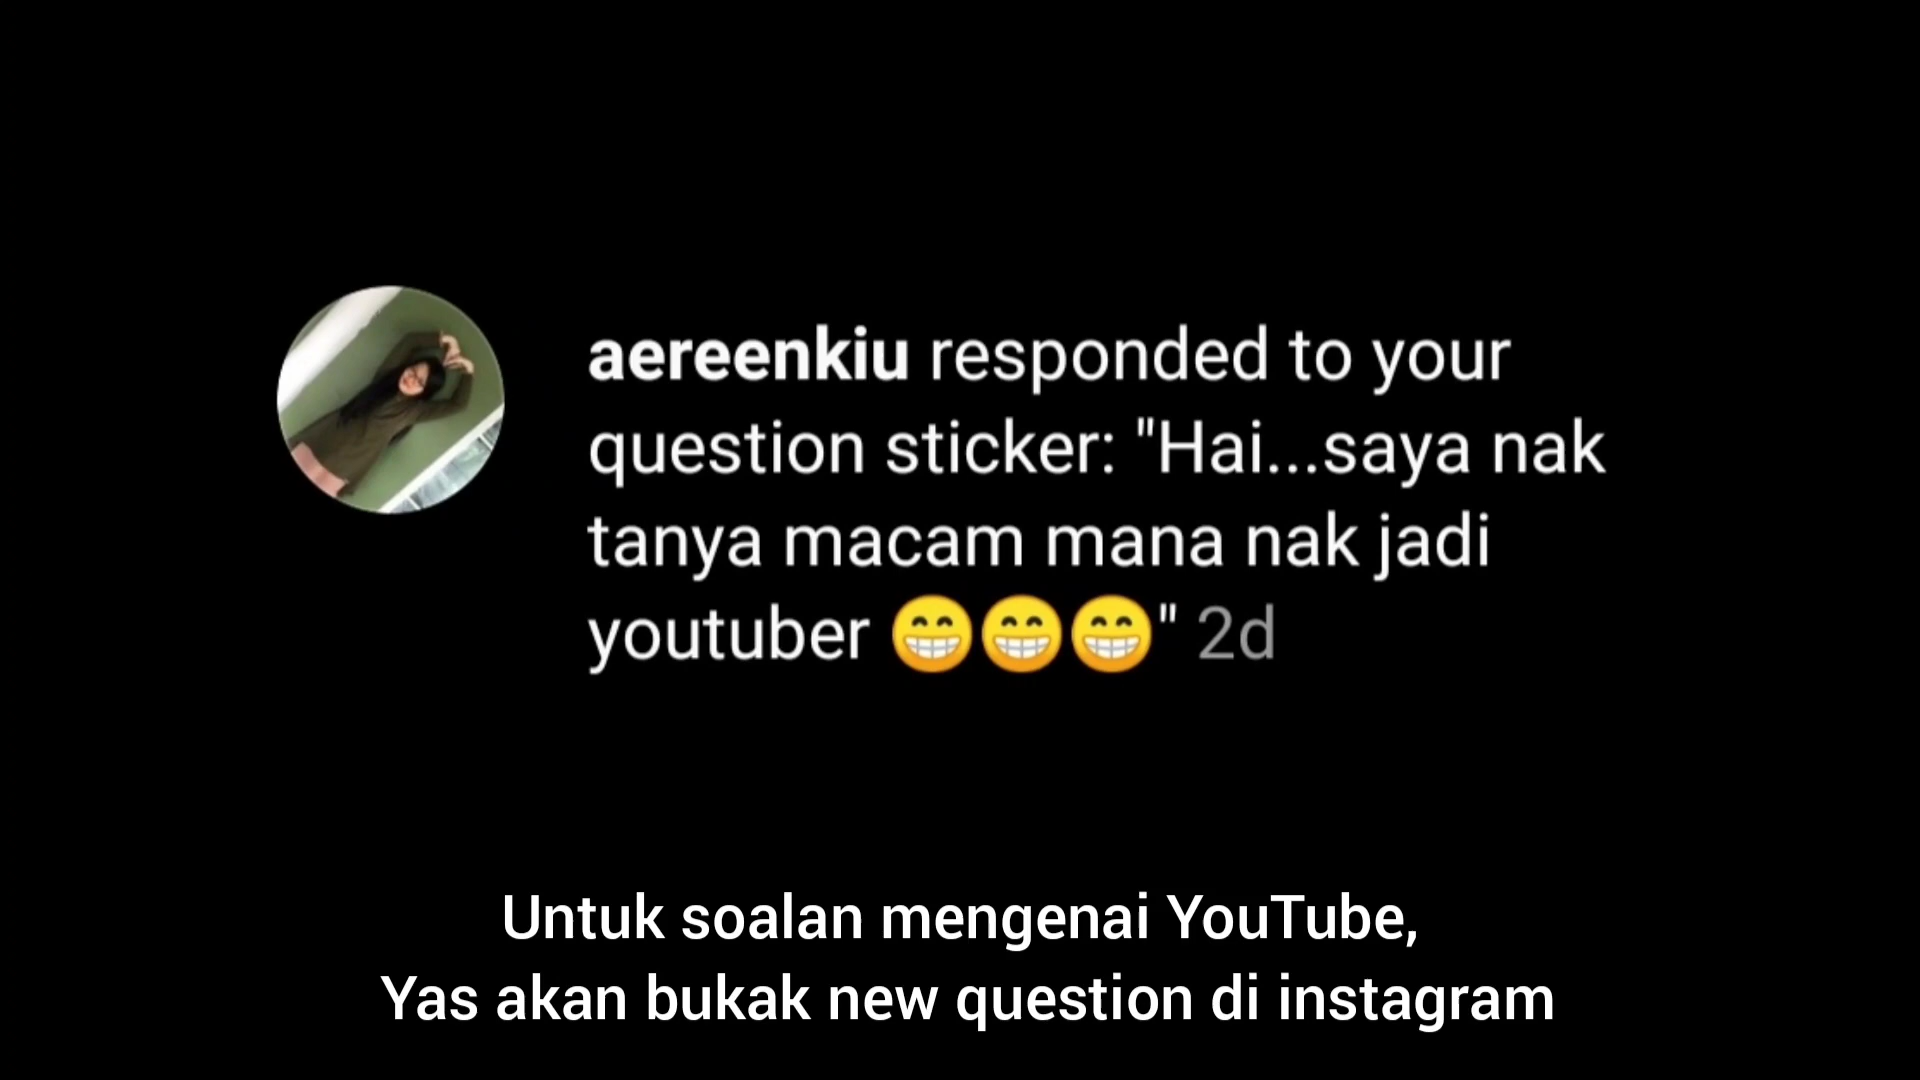 aereenkiu responded to your
question sticker: "Hai...saya nak
tanya macam mana nak jadi
youtuber 😁😁😁" 2d
Untuk soalan mengenai YouTube,
Yas akan bukak new question di instagram